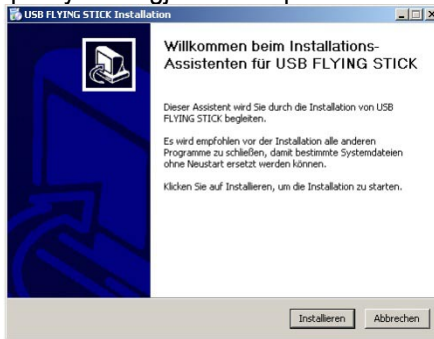 USB FLYING STICK Installation
Willkommen beim Installations-
Assistenten für USB FLYING STICK
Dieser Assistent wird Sie durch die Installation von USB
FLYING STICK begleiten.
Es wird empfohlen vor der Installation alle anderen
Programme zu schließen, damit bestimmte Systemdateien
ohne Neustart ersetzt werden können.
Klicken Sie auf Installieren, um die Installation zu starten.
Installieren
Abbrechen